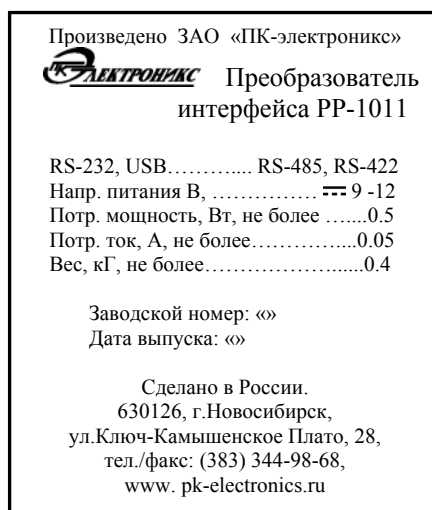 Произведено ЗАО «ПК-электроникс»
ПК ЭЛЕКТРОНИКС Преобразователь
интерфейса РР-1011
RS-232, USB………... RS-485, RS-422
Напр. питания В, …………… ⎓ 9 -12
Потр. мощность, Вт, не более …....0.5
Потр. ток, А, не более…………....0.05
Вес, кГ, не более………………......0.4
Заводской номер: «»
Дата выпуска: «»
Сделано в России.
630126, г.Новосибирск,
ул.Ключ-Камышенское Плато, 28,
тел./факс: (383) 344-98-68,
www. pk-electronics.ru